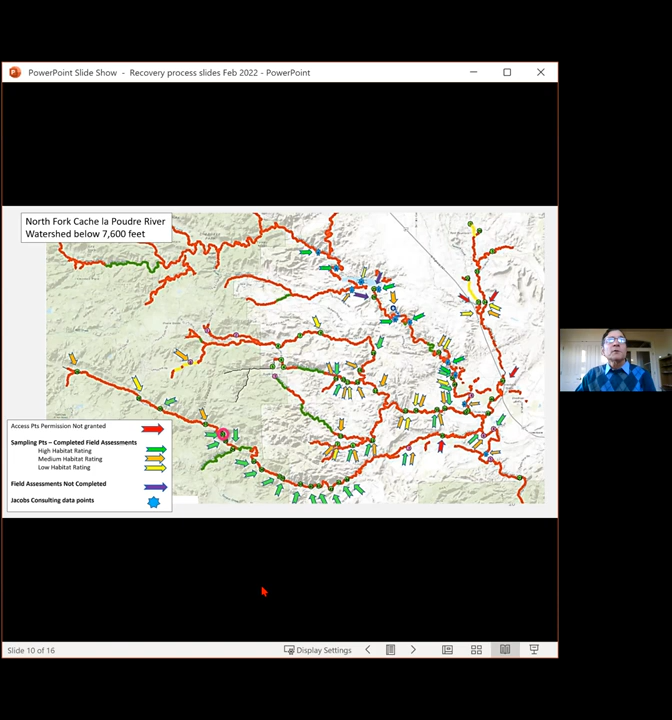 PowerPoint Slide Show - Recovery process slides Feb 2022 - PowerPoint
North Fork Cache la Poudre River
Watershed below 7,600 feet
Access Pts Permission Not granted
Sampling Pts – Completed Field Assessments
High Habitat Rating
Medium Habitat Rating
Low Habitat Rating
Field Assessments Not Completed
Jacobs Consulting data points
Slide 10 of 16
Display Settings